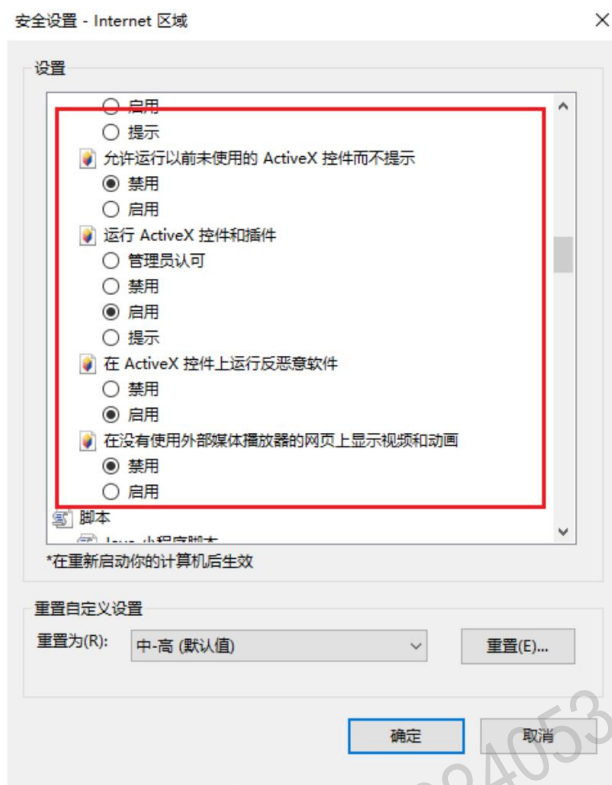 安全设置 - Internet 区域
设置
启用
提示
允许运行以前未使用的 ActiveX 控件而不提示
禁用
启用
运行 ActiveX 控件和插件
管理员认可
禁用
启用
提示
在 ActiveX 控件上运行反恶意软件
禁用
启用
在没有使用外部媒体播放器的网页上显示视频和动画
禁用
启用
脚本
Java 小程序脚本
*在重新启动你的计算机后生效
重置自定义设置
重置为(R):
中-高 (默认值)
重置(E)...
确定
取消